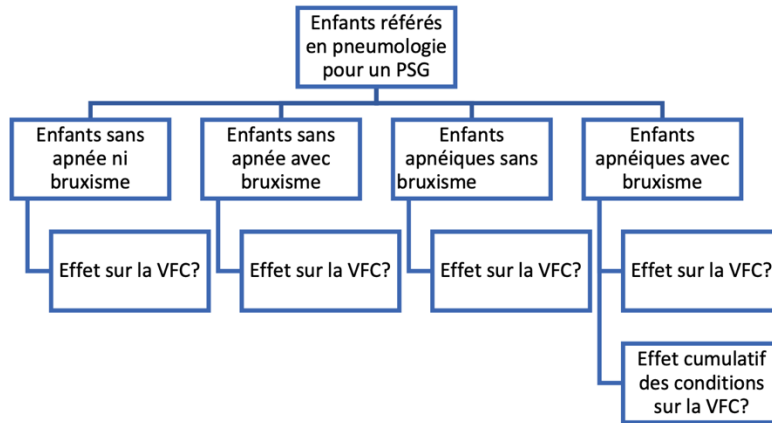 Enfants référés
en pneumologie
pour un PSG
Enfants sans
apnée ni
bruxisme
Enfants sans
apnée avec
bruxisme
Enfants
apnéiques sans
bruxisme
Enfants
apnéiques avec
bruxisme
Effet sur la VFC?
Effet sur la VFC?
Effet sur la VFC?
Effet sur la VFC?
Effet cumulatif
des conditions
sur la VFC?